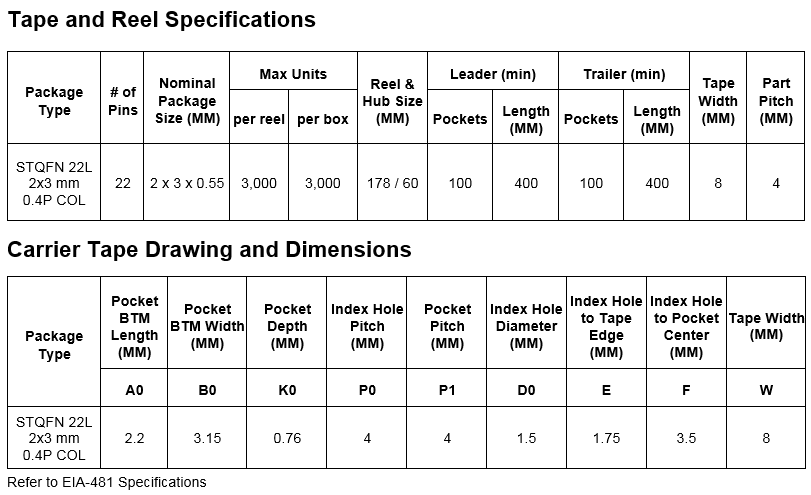 Tape and Reel Specifications
Package Type
# of Pins
Nominal Package Size (MM)
Max Units
Reel & Hub Size (MM)
Leader (min)
Trailer (min)
Tape Width (MM)
Part Pitch (MM)
per reel
per box
Pockets
Length (MM)
Pockets
Length (MM)
STQFN 22L 2x3 mm 0.4P COL
22
2 x 3 x 0.55
3,000
3,000
178 / 60
100
400
100
400
8
4
Carrier Tape Drawing and Dimensions
Package Type
Pocket BTM Length (MM)
Pocket BTM Width (MM)
Pocket Depth (MM)
Index Hole Pitch (MM)
Pocket Pitch (MM)
Index Hole Diameter (MM)
Index Hole to Tape Edge (MM)
Index Hole to Pocket Center (MM)
Tape Width (MM)
A0
B0
K0
P0
P1
D0
E
F
W
STQFN 22L 2x3 mm 0.4P COL
2.2
3.15
0.76
4
4
1.5
1.75
3.5
8
Refer to EIA-481 Specifications